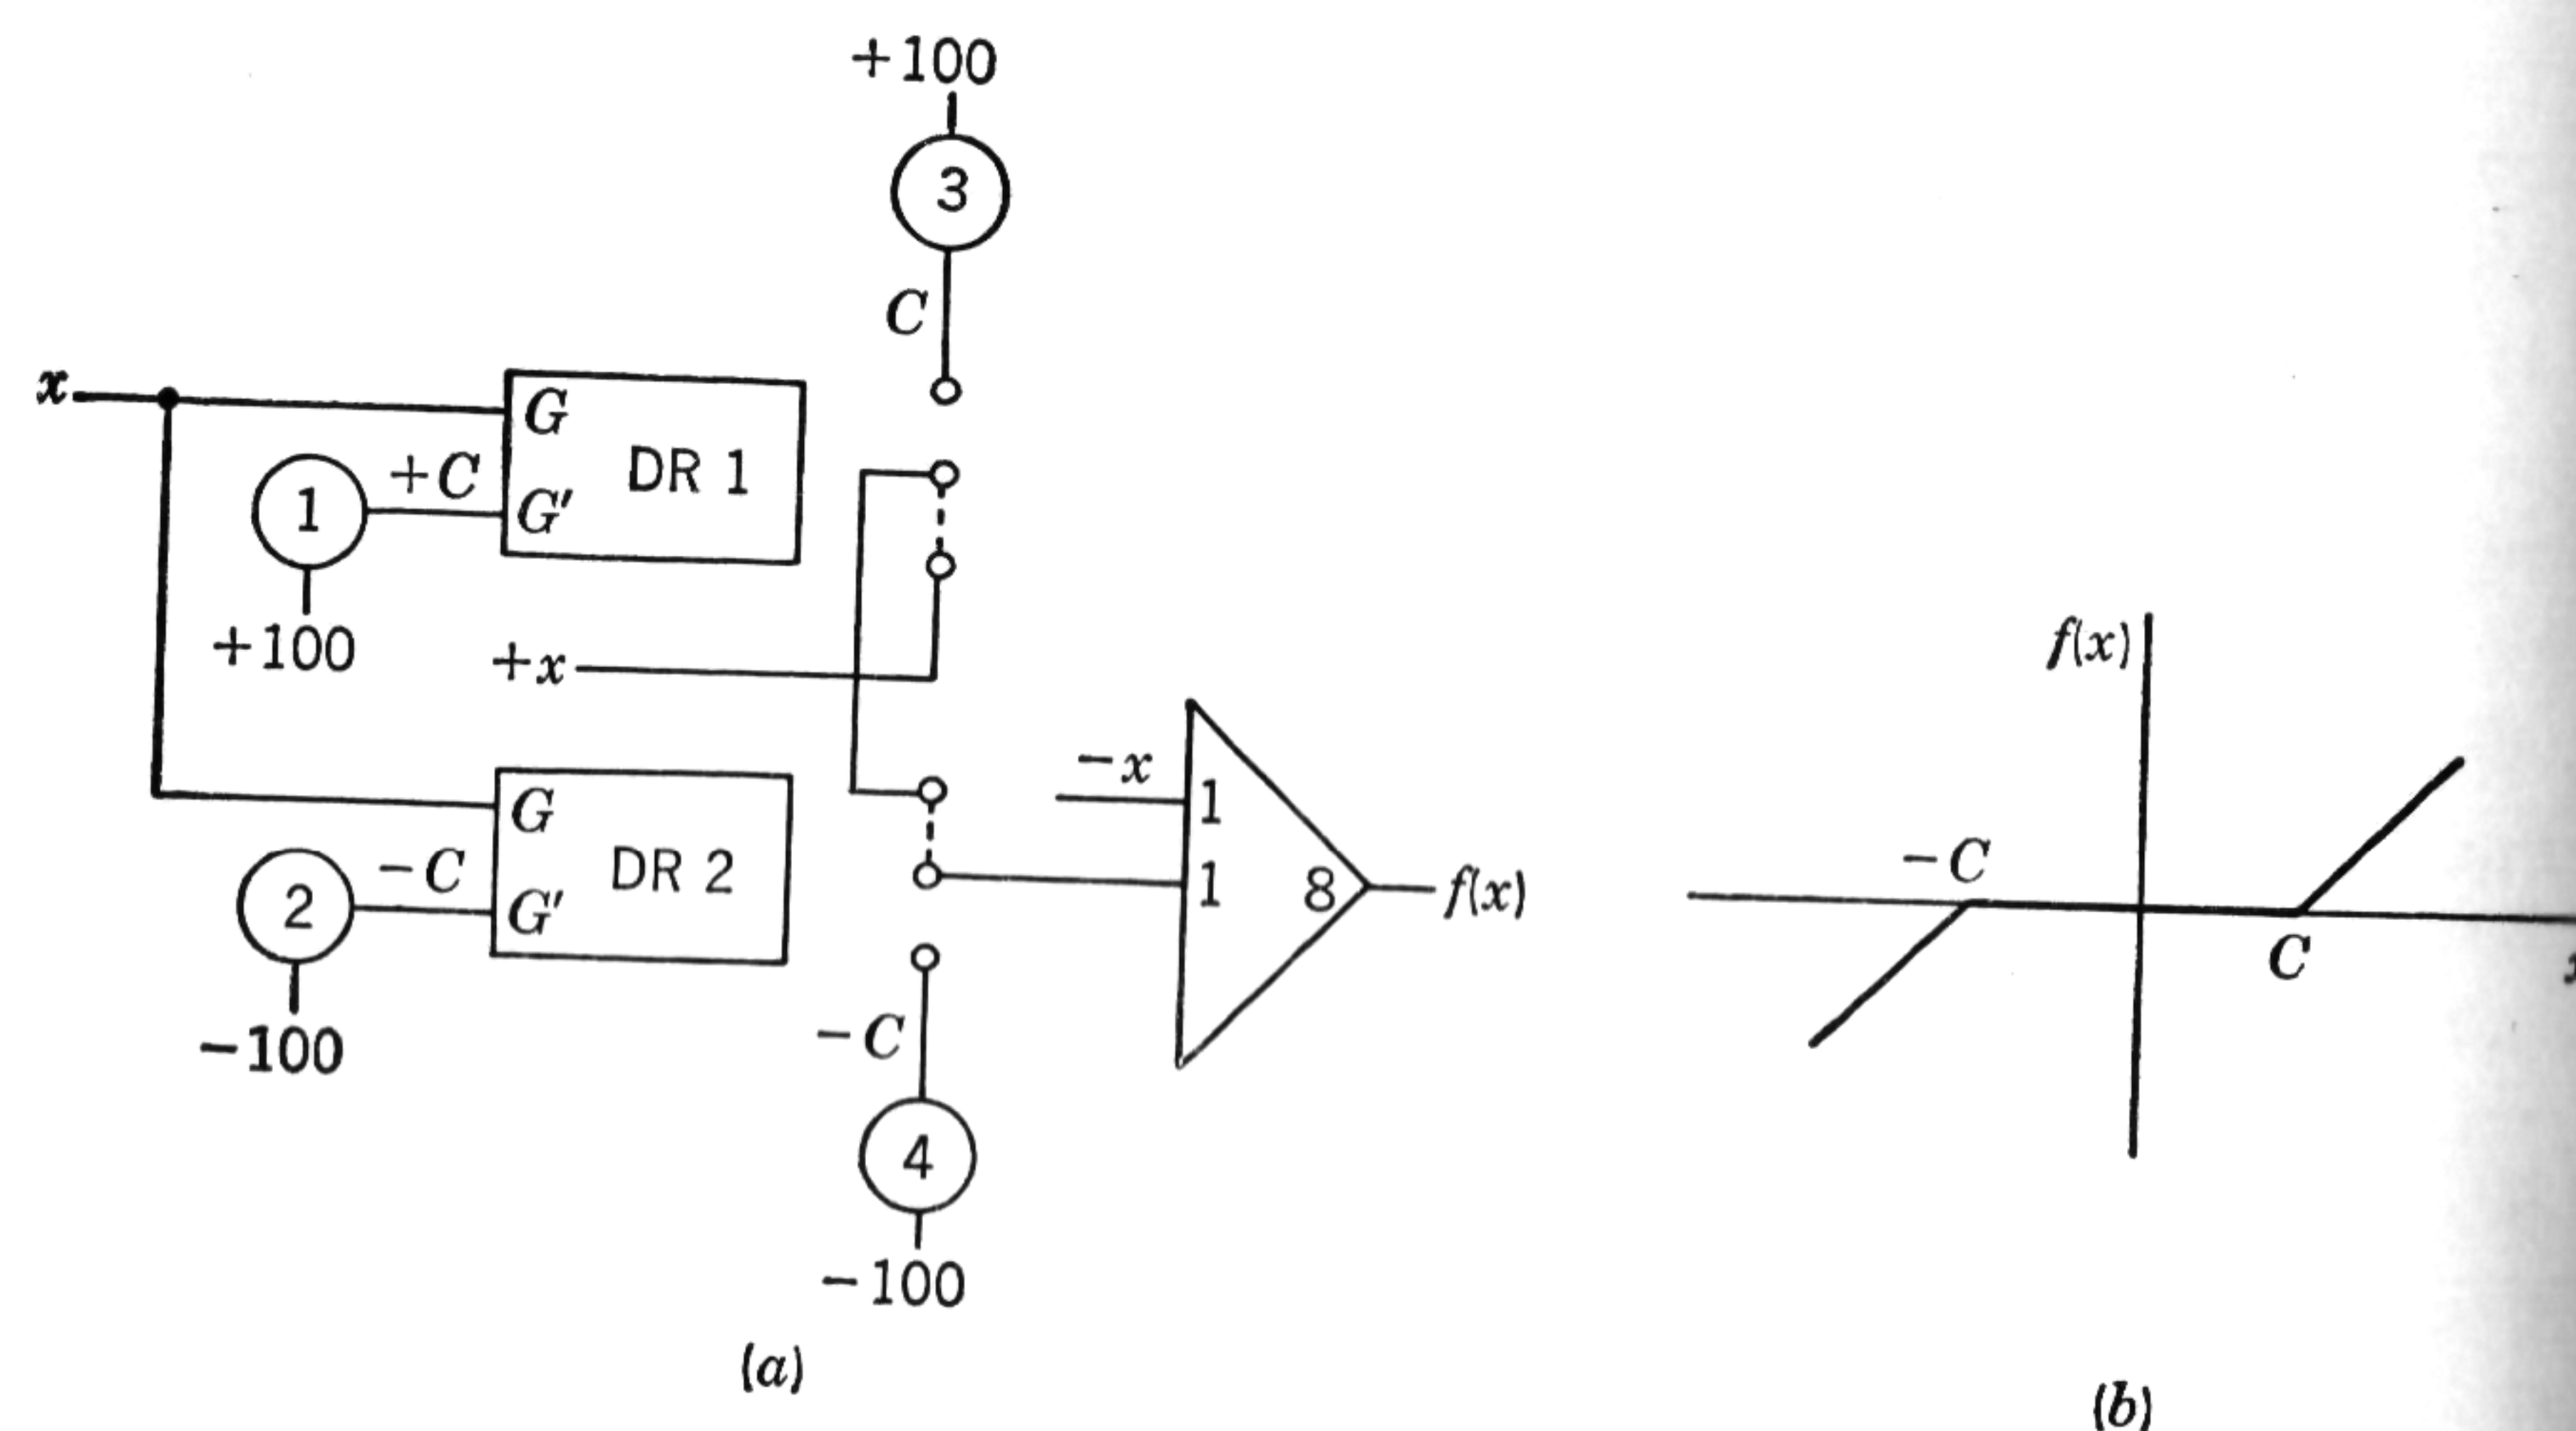 +100
3
C
x
G
DR 1
+C
1
G′
+100
+x
f(x)
-x
1
G
DR 2
-C
-C
2
G′
1
8
f(x)
C
-100
-C
4
-100
(a)
(b)